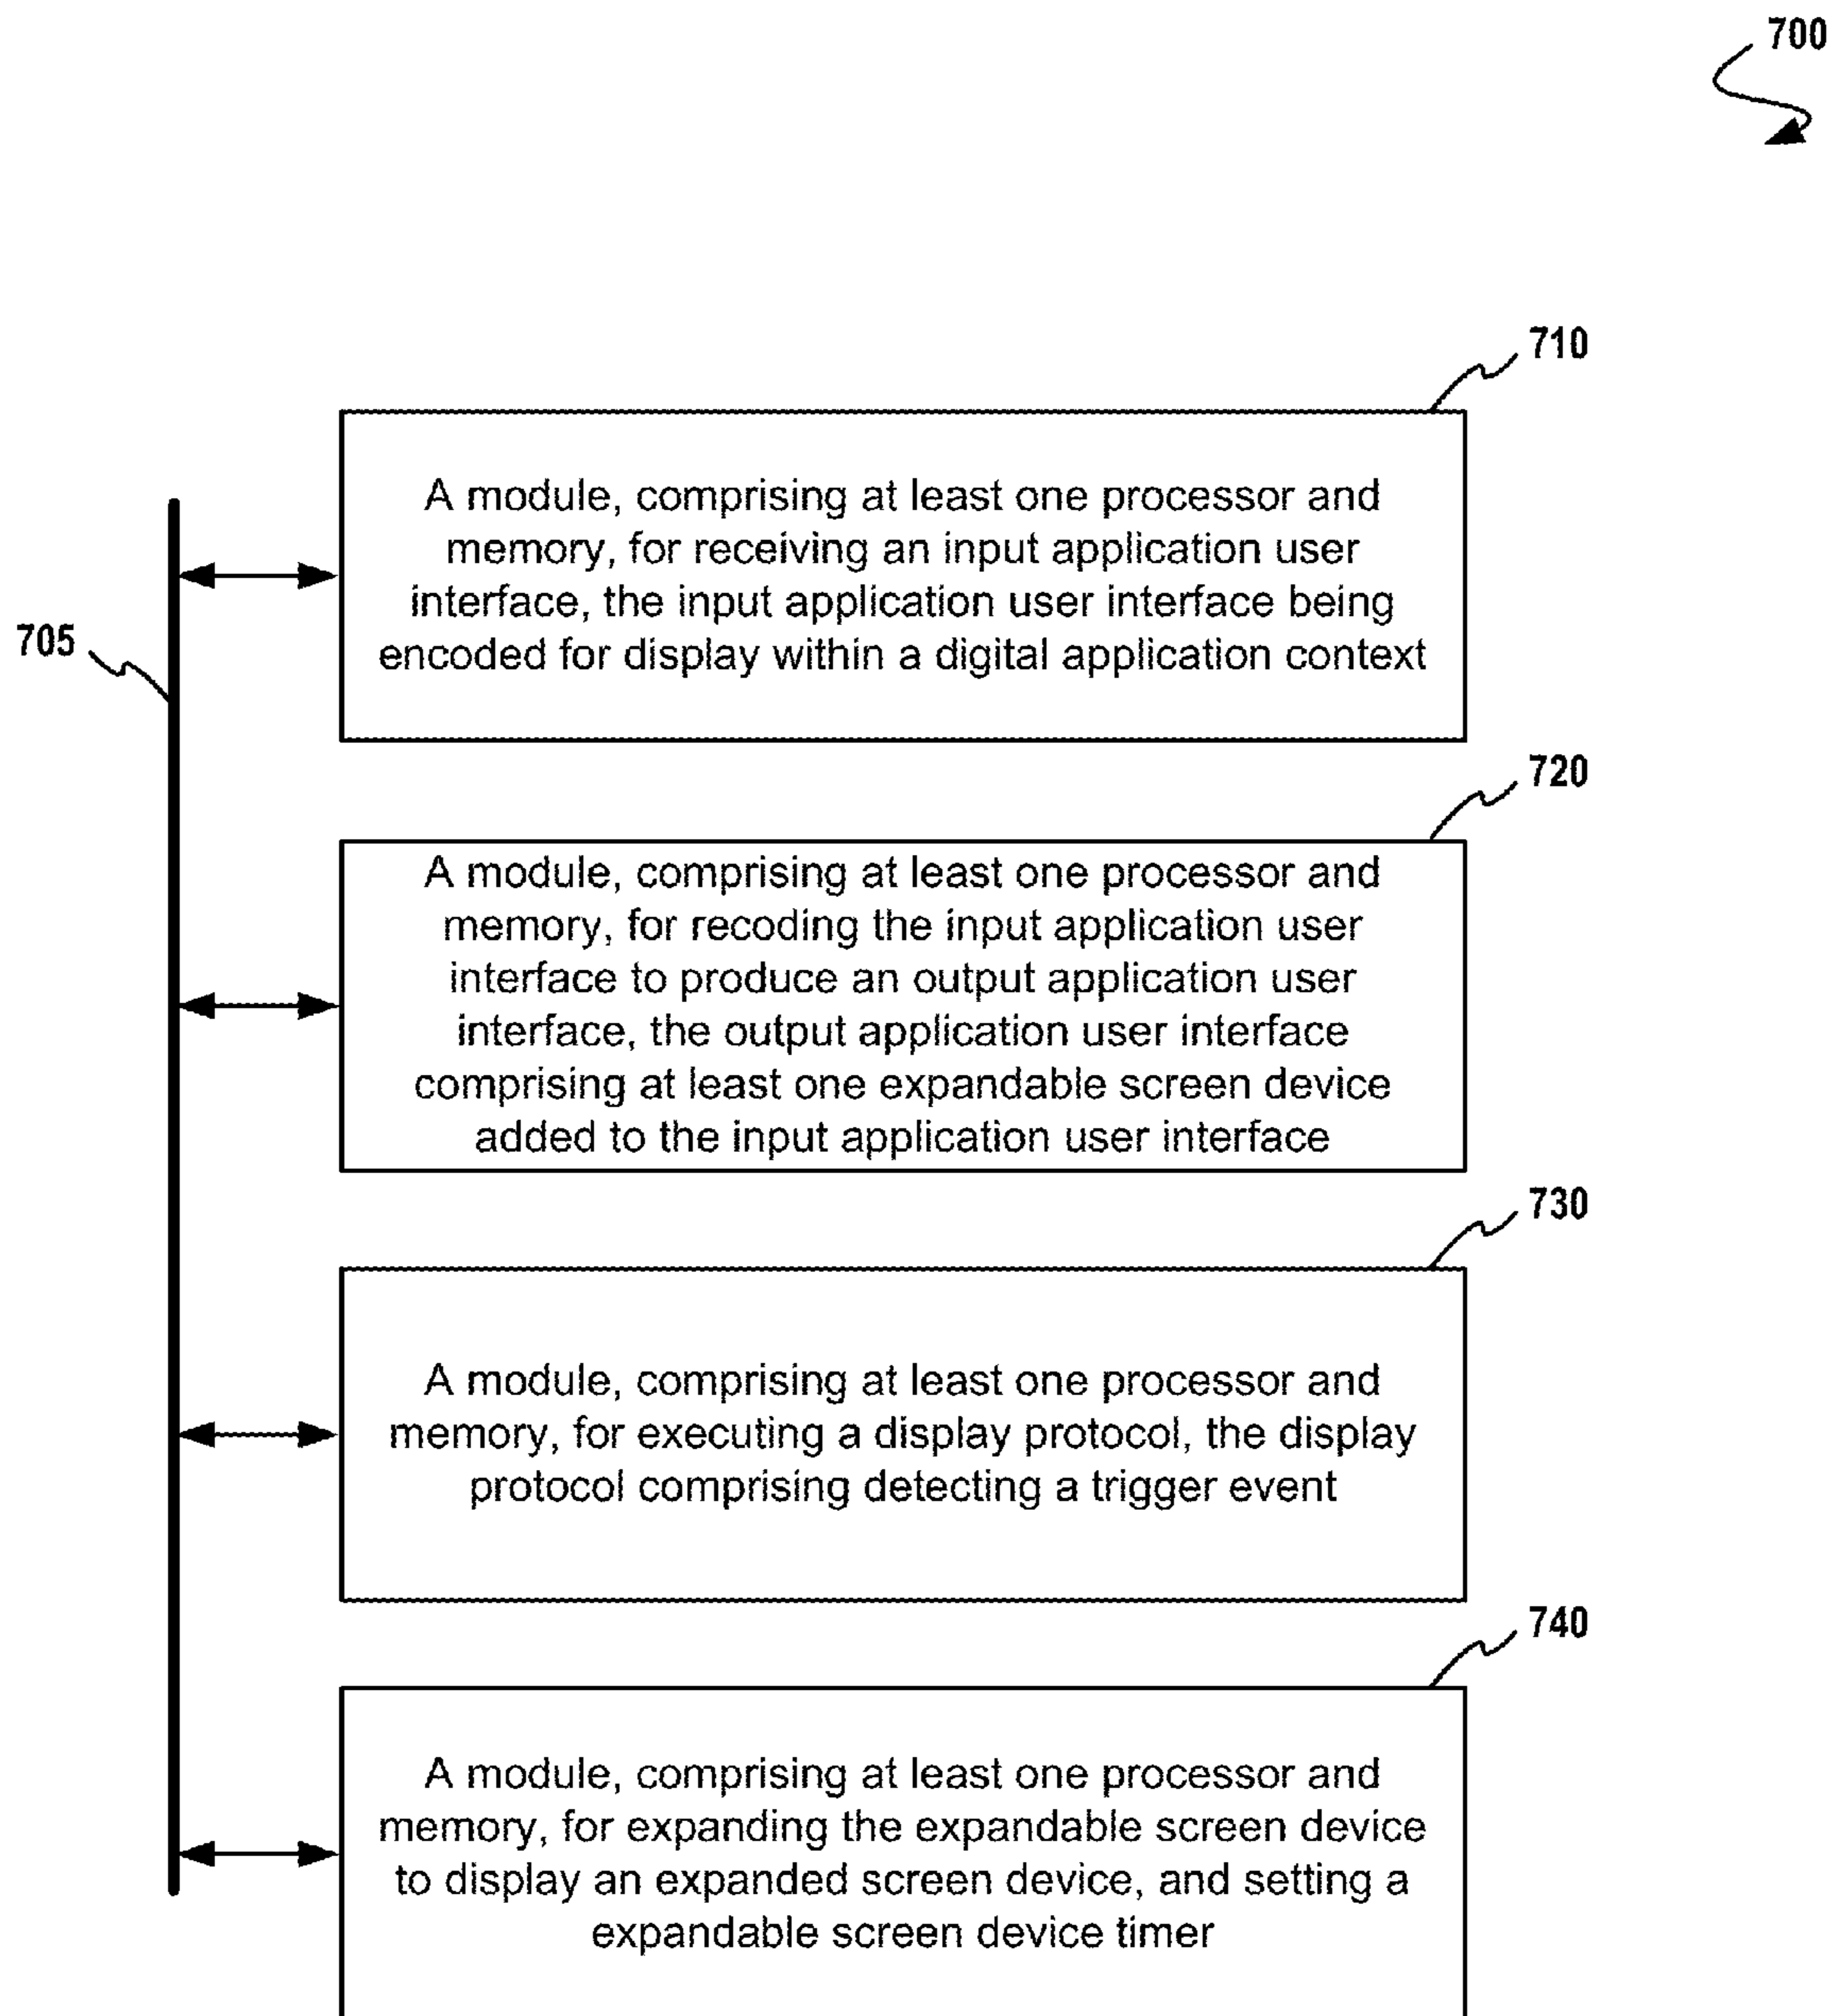 700
710
A module, comprising at least one processor and
memory, for receiving an input application user
interface, the input application user interface being
encoded for display within a digital application context
705
720
A module, comprising at least one processor and
memory, for recoding the input application user
interface to produce an output application user
interface, the output application user interface
comprising at least one expandable screen device
added to the input application user interface
730
A module, comprising at least one processor and
memory, for executing a display protocol, the display
protocol comprising detecting a trigger event
740
A module, comprising at least one processor and
memory, for expanding the expandable screen device
to display an expanded screen device, and setting a
expandable screen device timer